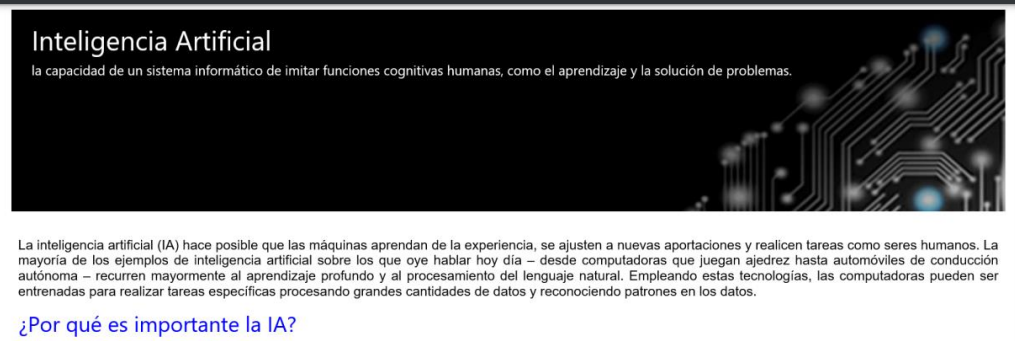 Inteligencia Artificial
la capacidad de un sistema informático de imitar funciones cognitivas humanas, como el aprendizaje y la solución de problemas.
La inteligencia artificial (IA) hace posible que las máquinas aprendan de la experiencia, se ajusten a nuevas aportaciones y realicen tareas como seres humanos. La
mayoría de los ejemplos de inteligencia artificial sobre los que oye hablar hoy día – desde computadoras que juegan ajedrez hasta automóviles de conducción
autónoma – recurren mayormente al aprendizaje profundo y al procesamiento del lenguaje natural. Empleando estas tecnologías, las computadoras pueden ser
entrenadas para realizar tareas específicas procesando grandes cantidades de datos y reconociendo patrones en los datos.
¿Por qué es importante la IA?